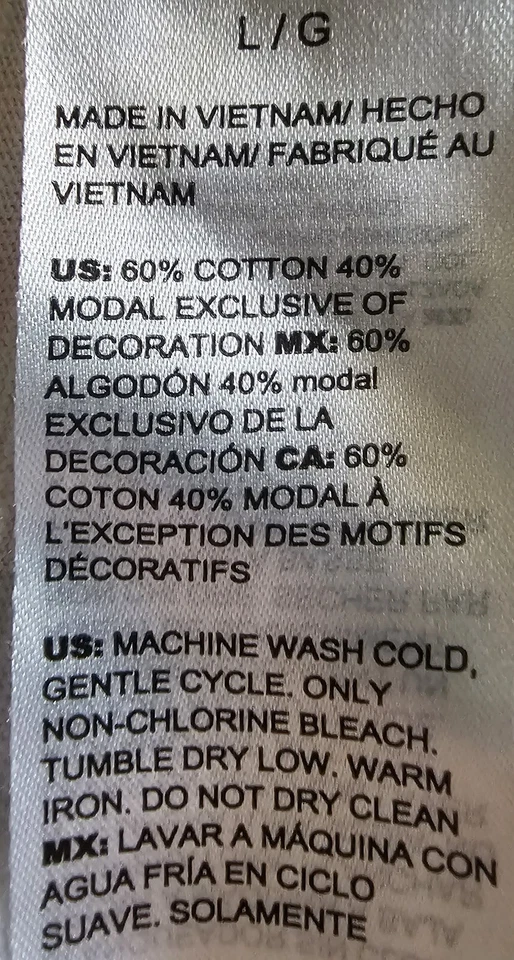 L / G
MADE IN VIETNAM/ HECHO
EN VIETNAM/ FABRIQUÉ AU
VIETNAM
US: 60% COTTON 40%
MODAL EXCLUSIVE OF
DECORATION MX: 60%
ALGODÓN 40% modal
EXCLUSIVO DE LA
DECORACIÓN CA: 60%
COTON 40% MODAL À
L'EXCEPTION DES MOTIFS
DÉCORATIFS
US: MACHINE WASH COLD,
GENTLE CYCLE. ONLY
NON-CHLORINE BLEACH.
TUMBLE DRY LOW. WARM
IRON. DO NOT DRY CLEAN
MX: LAVAR A MÁQUINA CON
AGUA FRÍA EN CICLO
SUAVE. SOLAMENTE